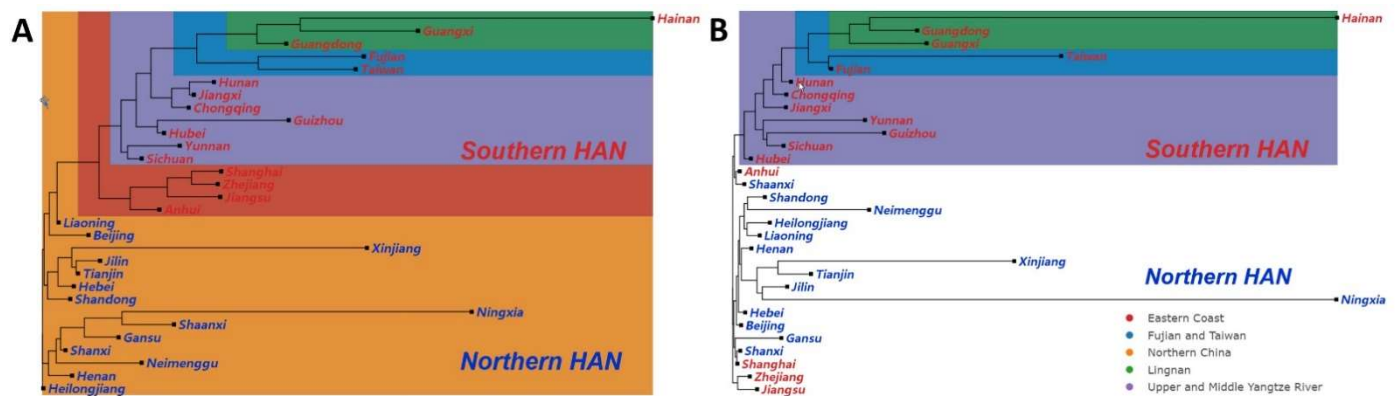 A
Hainan
Guangxi
Guangdong
Fujian
Taiwan
Hunan
Jiangxi
Chongqing
Guizhou
Hubei
Yunnan
Sichuan
Southern HAN
Shanghai
Zhejiang
Jiangsu
Anhui
Liaoning
Beijing
Xinjiang
Jilin
Tianjin
Hebei
Shandong
Ningxia
Shaanxi
Gansu
Shanxi
Neimenggu
Northern HAN
Henan
Heilongjiang
B
Hainan
Guangdong
Guangxi
Taiwan
Fujian
Hunan
Chongqing
Jiangxi
Yunnan
Guizhou
Sichuan
Southern HAN
Hubei
Anhui
Shaanxi
Shandong
Neimenggu
Heilongjiang
Liaoning
Henan
Xinjiang
Tianjin
Northern HAN
Jilin
Ningxia
Hebei
Beijing
Gansu
Shanxi
Shanghai
Zhejiang
Jiangsu
Eastern Coast
Fujian and Taiwan
Northern China
Lingnan
Upper and Middle Yangtze River